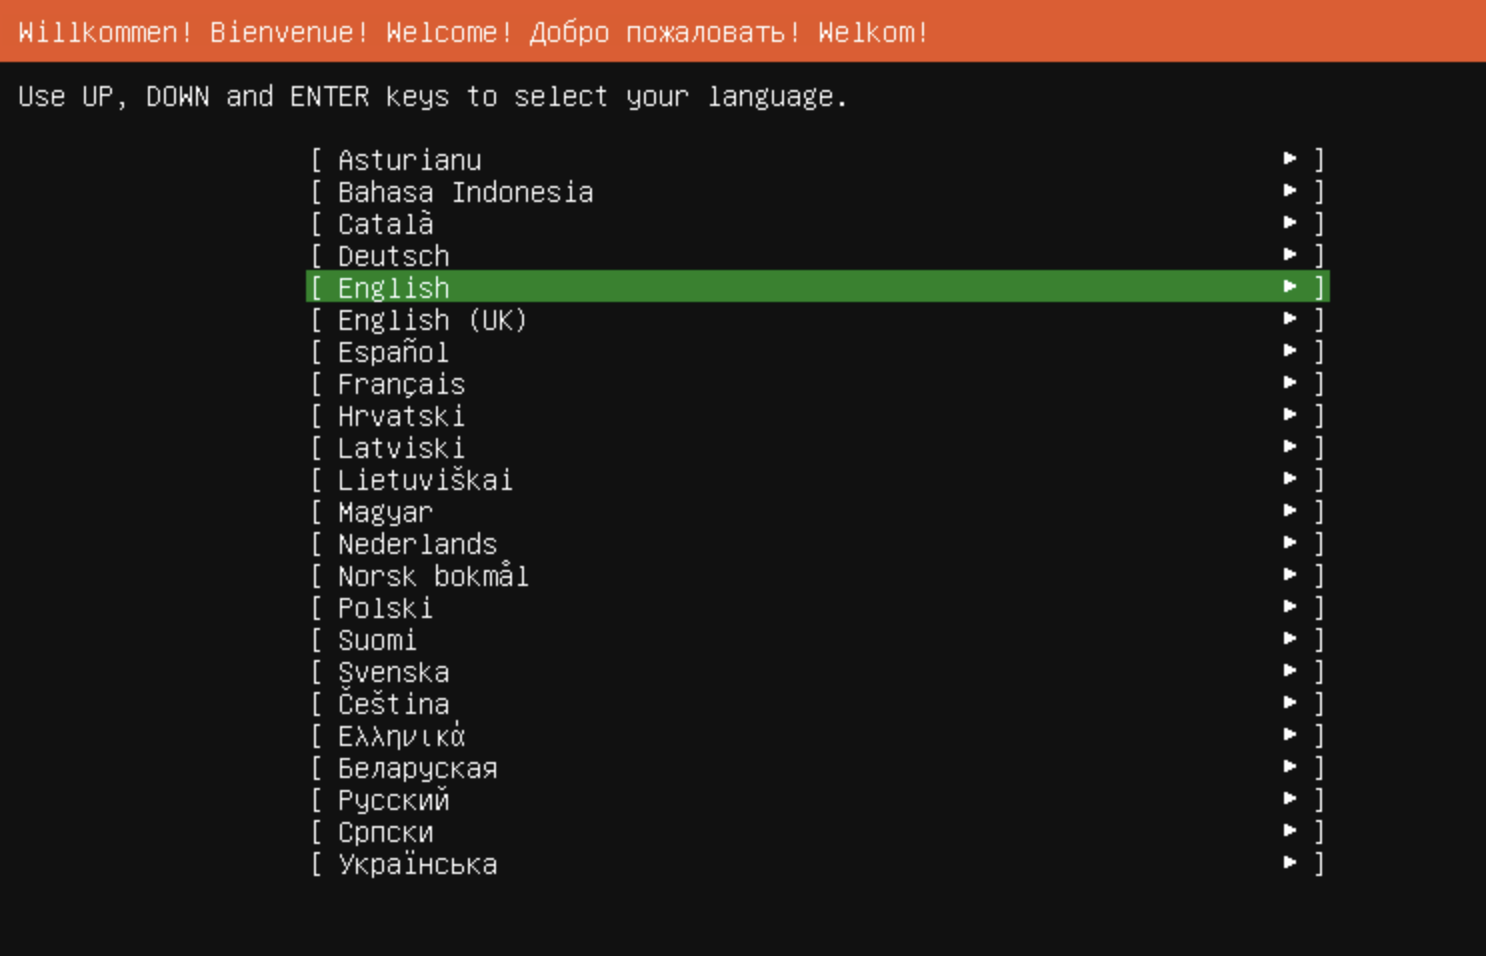 Willkommen! Bienvenue! Welcome! Добро пожаловать! Welkom!
Use UP, DOWN and ENTER keys to select your language.
[ Asturianu ► ]
[ Bahasa Indonesia ► ]
[ Català ► ]
[ Deutsch ► ]
[ English ► ]
[ English (UK) ► ]
[ Español ► ]
[ Français ► ]
[ Hrvatski ► ]
[ Latviski ► ]
[ Lietuviškai ► ]
[ Magyar ► ]
[ Nederlands ► ]
[ Norsk bokmål ► ]
[ Polski ► ]
[ Suomi ► ]
[ Svenska ► ]
[ Čeština ► ]
[ Ελληνικά ► ]
[ Беларуская ► ]
[ Русский ► ]
[ Српски ► ]
[ Українська ► ]